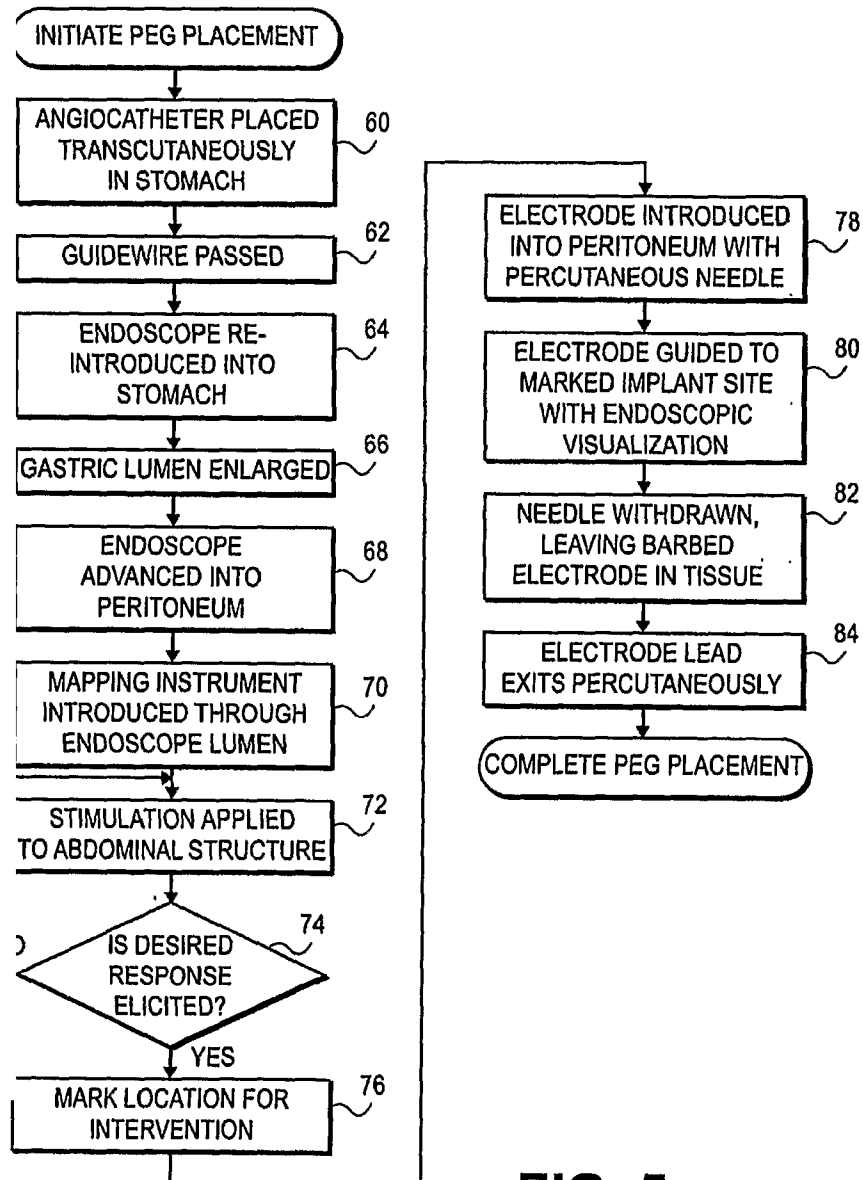 INITIATE PEG PLACEMENT
ANGIOCATHETER PLACED
TRANSCUTANEOUSLY
IN STOMACH
60
GUIDEWIRE PASSED
62
ENDOSCOPE RE-
INTRODUCED INTO
STOMACH
64
GASTRIC LUMEN ENLARGED
66
ENDOSCOPE
ADVANCED INTO
PERITONEUM
68
MAPPING INSTRUMENT
INTRODUCED THROUGH
ENDOSCOPE LUMEN
70
STIMULATION APPLIED
TO ABDOMINAL STRUCTURE
72
IS DESIRED
RESPONSE
ELICITED?
74
YES
MARK LOCATION FOR
INTERVENTION
76
ELECTRODE INTRODUCED
INTO PERITONEUM WITH
PERCUTANEOUS NEEDLE
78
ELECTRODE GUIDED TO
MARKED IMPLANT SITE
WITH ENDOSCOPIC
VISUALIZATION
80
NEEDLE WITHDRAWN,
LEAVING BARBED
ELECTRODE IN TISSUE
82
ELECTRODE LEAD
EXITS PERCUTANEOUSLY
84
COMPLETE PEG PLACEMENT